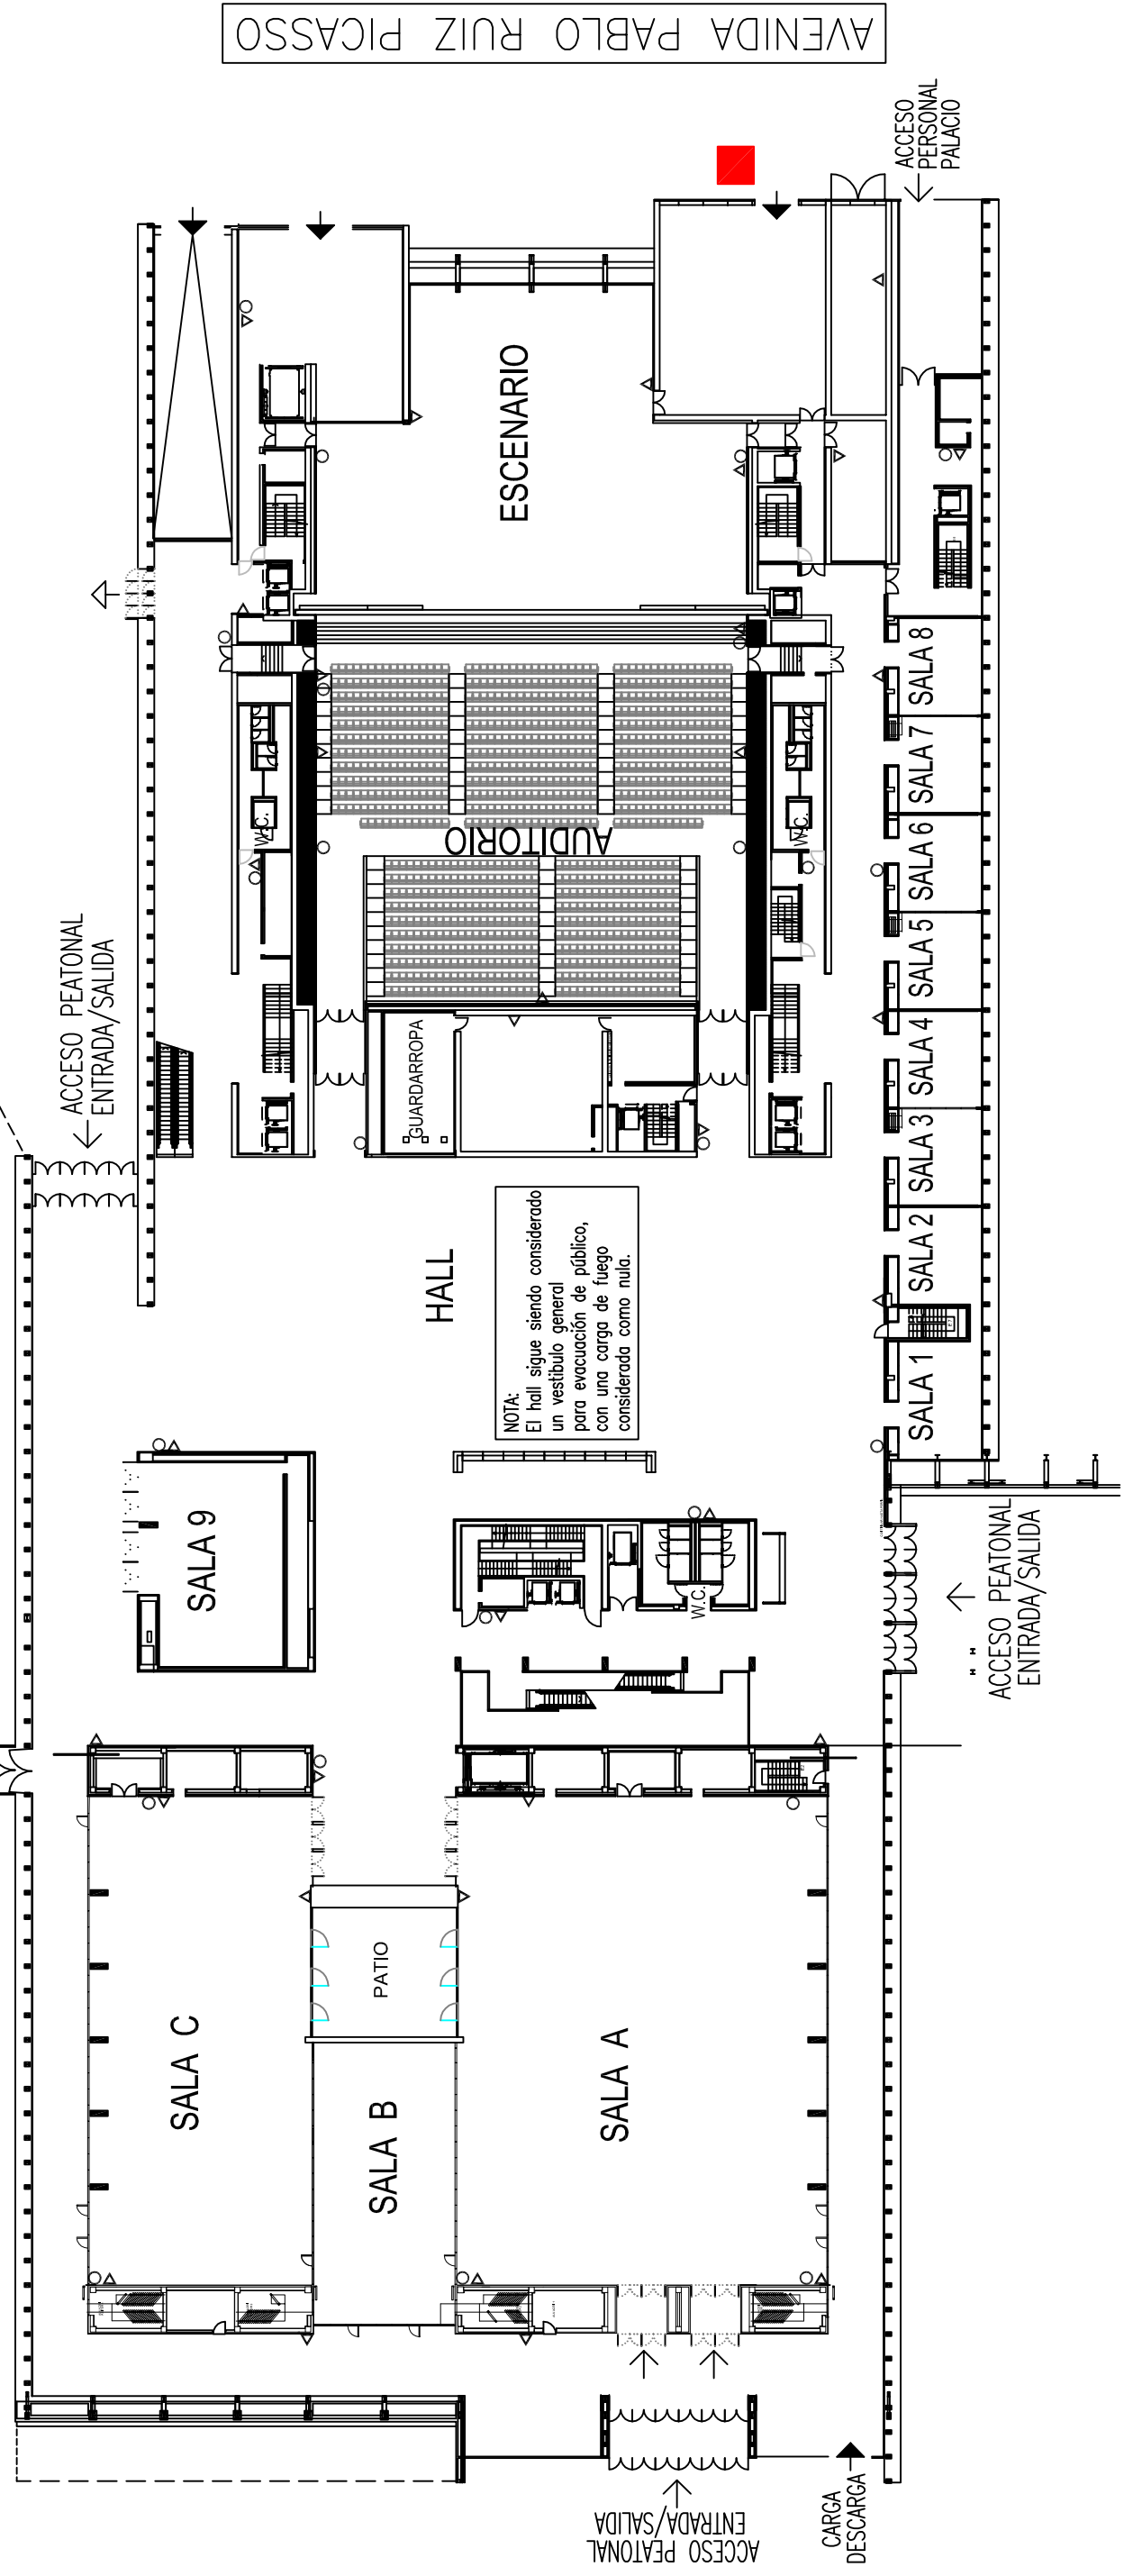 AVENIDA PABLO RUIZ PICASSO
ACCESO
PERSONAL
PALACIO
ESCENARIO
SALA 8
SALA 7
SALA 6
SALA 5
SALA 4
SALA 3
SALA 2
SALA 1
W.C.
W.C.
AUDITORIO
ACCESO PEATONAL
ENTRADA/SALIDA
GUARDARROPA
HALL
NOTA:
El hall sigue siendo considerado
un vestibulo general
para evacuación de público,
con una carga de fuego
considerada como nula.
SALA 9
W.C.
ACCESO PEATONAL
ENTRADA/SALIDA
PATIO
SALA C
SALA B
SALA A
ACCESO PEATONAL
ENTRADA/SALIDA
CARGA
DESCARGA